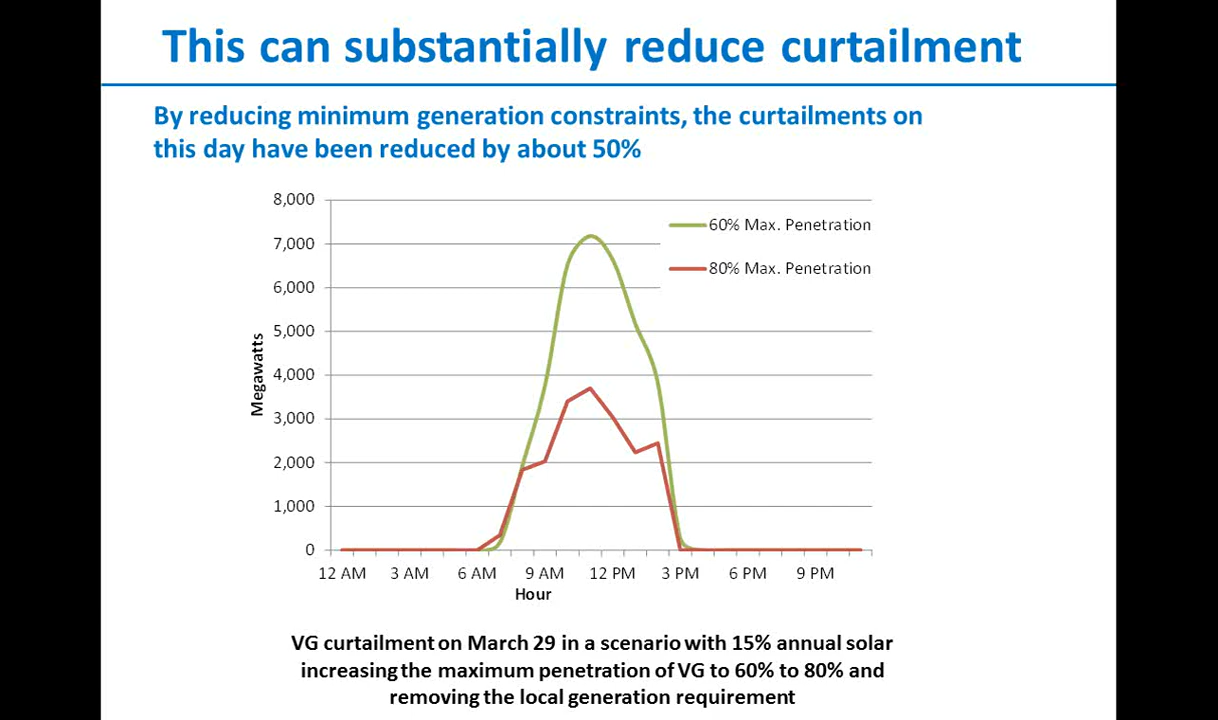 This can substantially reduce curtailment
By reducing minimum generation constraints, the curtailments on
this day have been reduced by about 50%
8,000
7,000
6,000
5,000
4,000
3,000
2,000
1,000
0
Megawatts
60% Max. Penetration
80% Max. Penetration
12 AM 3 AM 6 AM 9 AM 12 PM 3 PM 6 PM 9 PM
Hour
VG curtailment on March 29 in a scenario with 15% annual solar
increasing the maximum penetration of VG to 60% to 80% and
removing the local generation requirement